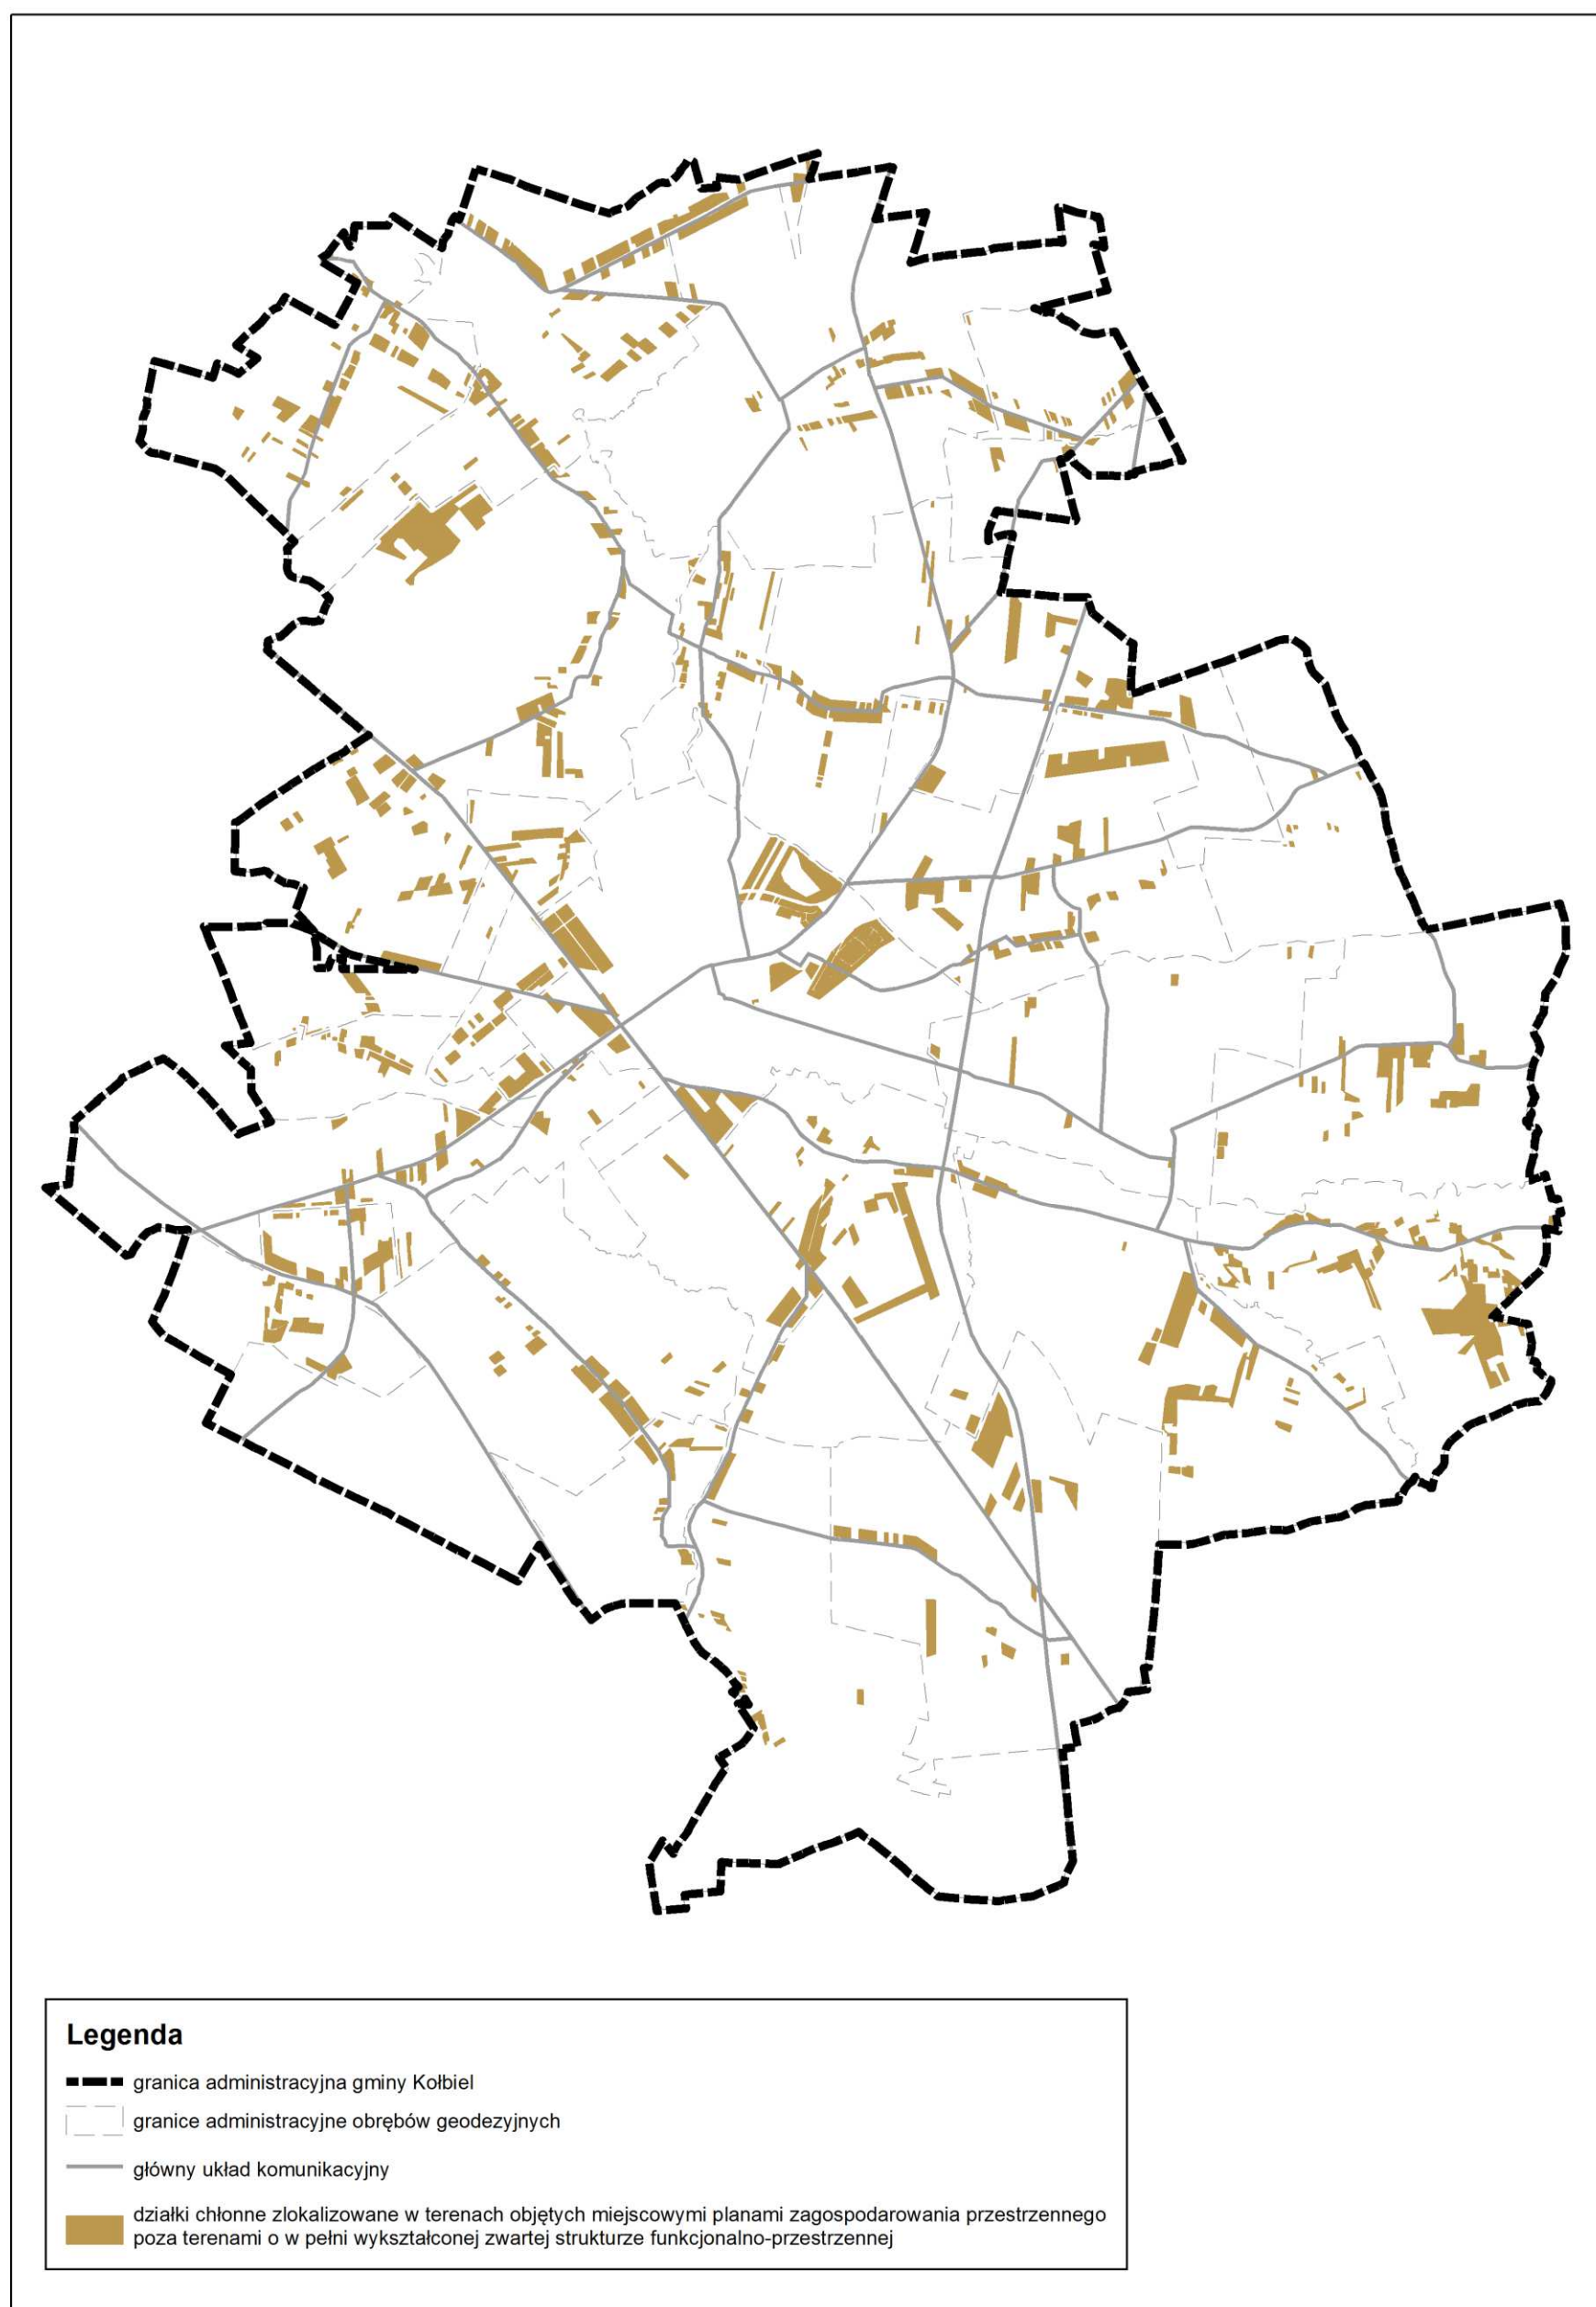 Legenda
granica administracyjna gminy Kołbiel
granice administracyjne obrębów geodezyjnych
główny układ komunikacyjny
działki chłonne zlokalizowane w terenach objętych miejscowymi planami zagospodarowania przestrzennego
poza terenami o w pełni wykształconej zwartej strukturze funkcjonalno-przestrzennej